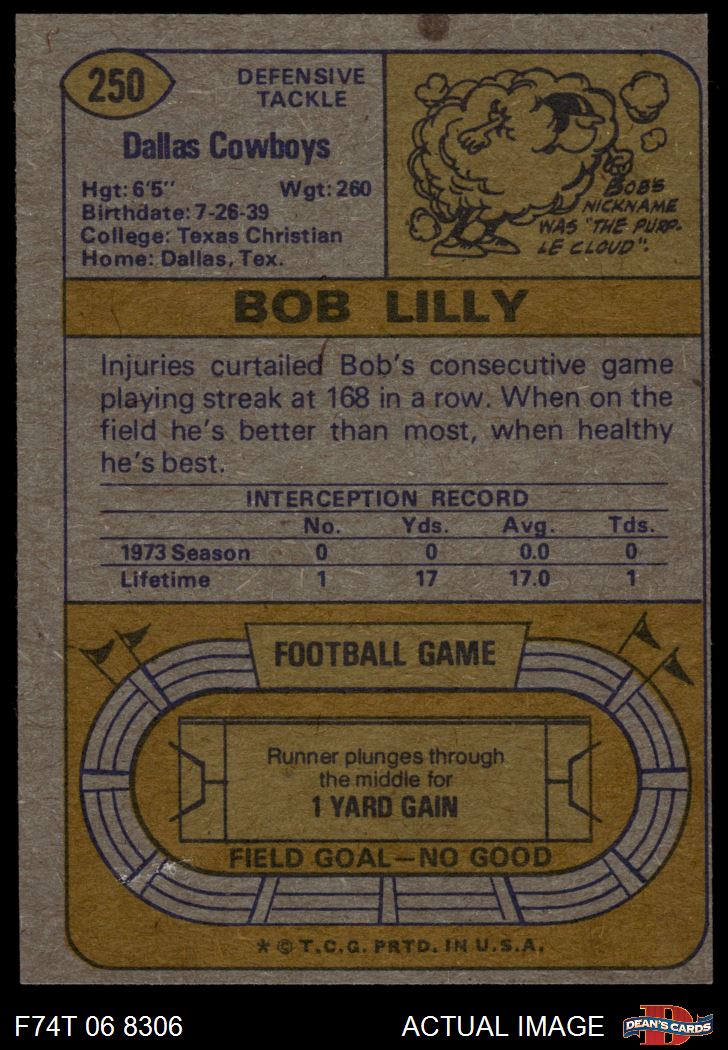 250
DEFENSIVE
TACKLE
Dallas Cowboys
Hgt: 6'5" Wgt: 260
Birthdate: 7-26-39
College: Texas Christian
Home: Dallas, Tex.
BOB'S
NICKNAME
WAS "THE PURP-
LE CLOUD".
BOB LILLY
Injuries curtailed Bob's consecutive game
playing streak at 168 in a row. When on the
field he's better than most, when healthy
he's best.
INTERCEPTION RECORD
No. Yds. Avg. Tds.
1973 Season 0 0 0.0 0
Lifetime 1 17 17.0 1
FOOTBALL GAME
Runner plunges through
the middle for
1 YARD GAIN
FIELD GOAL—NO GOOD
* © T.C.G. PRTD. IN U.S.A.
F74T 06 8306 ACTUAL IMAGE
D
DEAN'S CARDS